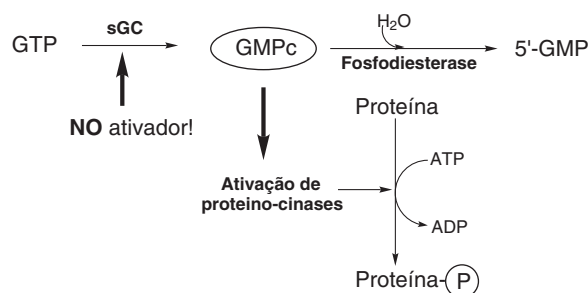 GTP
sGC
GMPc
H₂O
Fosfodiesterase
5'-GMP
NO ativador!
Proteína
ATP
Ativação de
proteino-cinases
ADP
Proteína-P